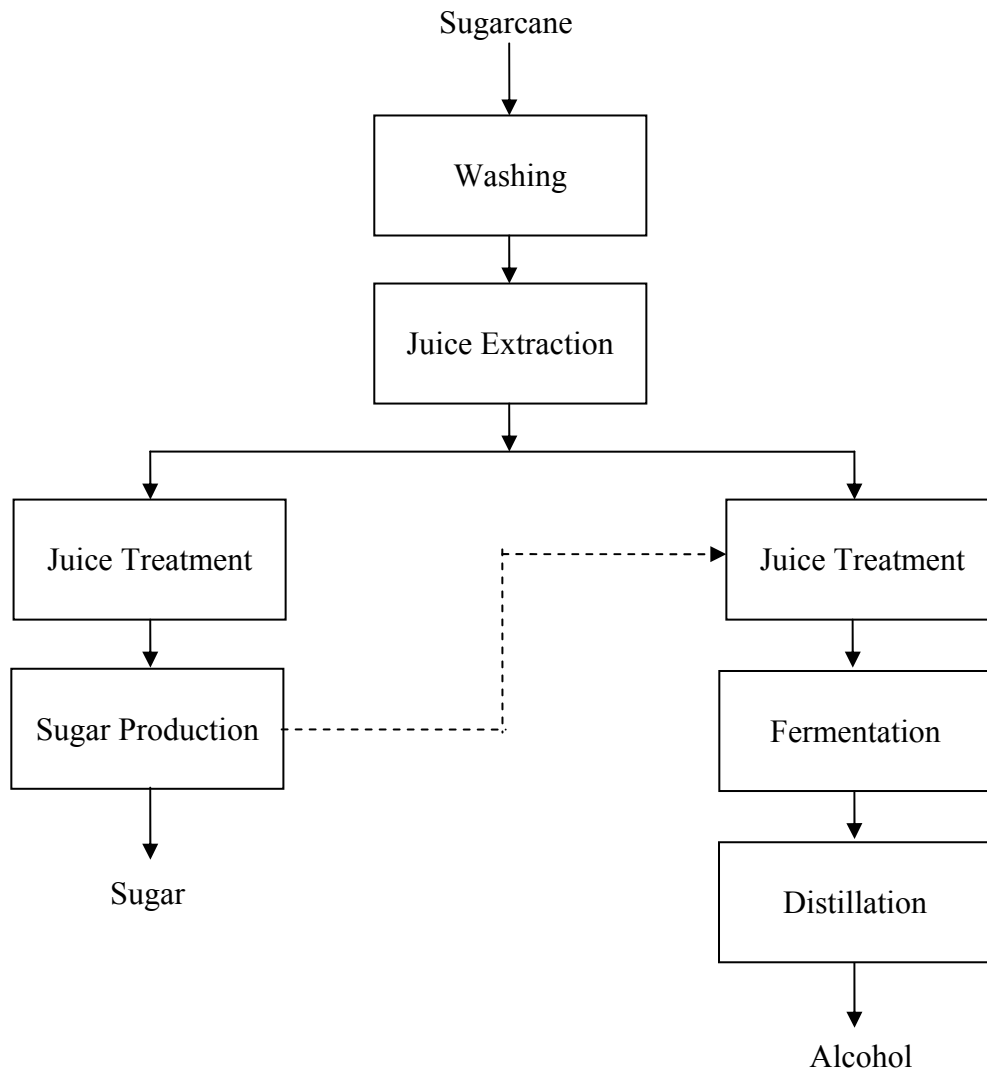 Sugarcane
Washing
Juice Extraction
Juice Treatment
Juice Treatment
Sugar Production
Fermentation
Sugar
Distillation
Alcohol